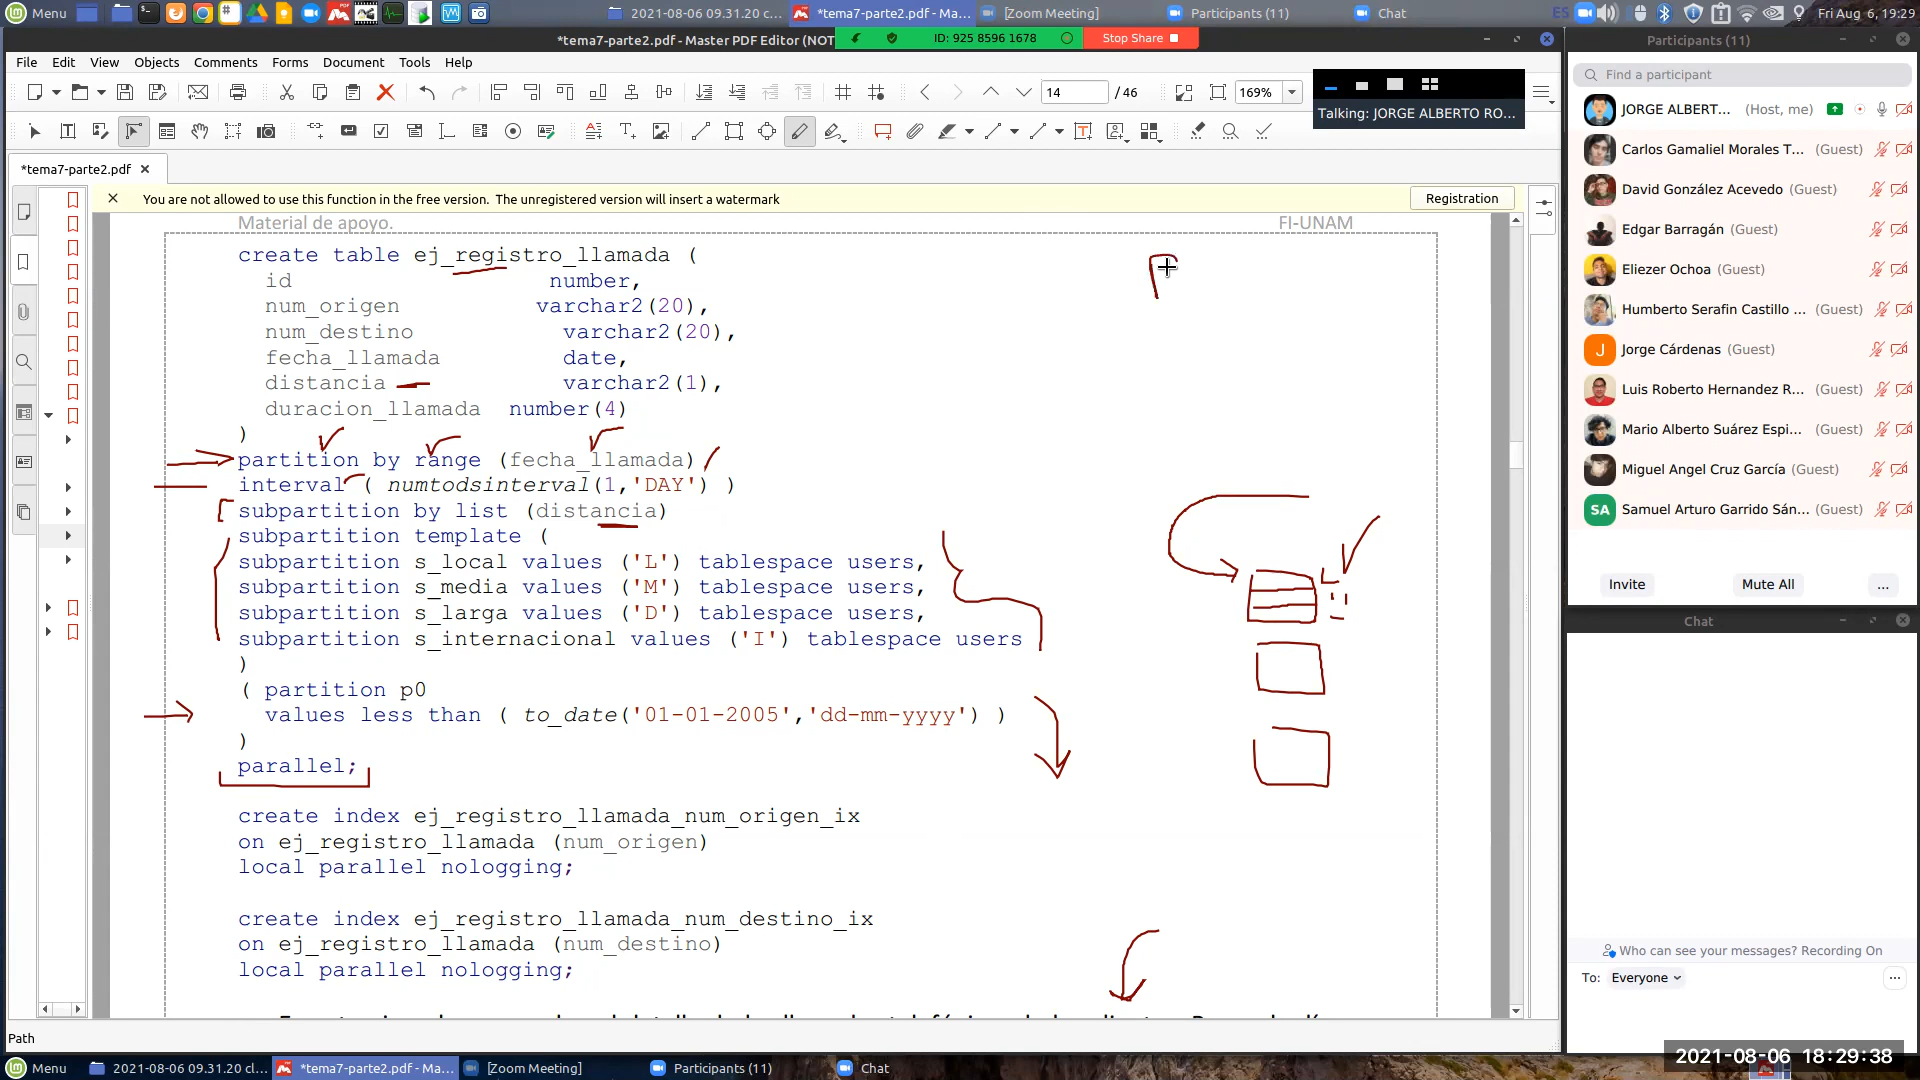 Menu
2021-08-06 09.31.20 c...
*tema7-parte2.pdf - Ma...
[Zoom Meeting]
Participants (11)
Chat
ES
Fri Aug 6, 19:29
*tema7-parte2.pdf - Master PDF Editor (NOT
ID: 925 8596 1678
Stop Share
Participants (11)
File Edit View Objects Comments Forms Document Tools Help
Find a participant
14 / 46
169%
Talking: JORGE ALBERTO RO...
JORGE ALBERT... (Host, me)
Carlos Gamaliel Morales T... (Guest)
David González Acevedo (Guest)
Edgar Barragán (Guest)
Eliezer Ochoa (Guest)
Humberto Serafin Castillo ... (Guest)
J Jorge Cárdenas (Guest)
Luis Roberto Hernandez R... (Guest)
Mario Alberto Suárez Espi... (Guest)
Miguel Angel Cruz García (Guest)
SA Samuel Arturo Garrido Sán... (Guest)
Invite
Mute All
...
Chat
Who can see your messages? Recording On
To: Everyone
*tema7-parte2.pdf
You are not allowed to use this function in the free version. The unregistered version will insert a watermark
Registration
Material de apoyo.
FI-UNAM
create table ej_registro_llamada (
id number,
num_origen varchar2(20),
num_destino varchar2(20),
fecha_llamada date,
distancia varchar2(1),
duracion_llamada number(4)
)
partition by range (fecha_llamada)
interval ( numtodsinterval(1,'DAY') )
subpartition by list (distancia)
subpartition template (
subpartition s_local values ('L') tablespace users,
subpartition s_media values ('M') tablespace users,
subpartition s_larga values ('D') tablespace users,
subpartition s_internacional values ('I') tablespace users
)
( partition p0
values less than ( to_date('01-01-2005','dd-mm-yyyy') )
)
parallel;
create index ej_registro_llamada_num_origen_ix
on ej_registro_llamada (num_origen)
local parallel nologging;
create index ej_registro_llamada_num_destino_ix
on ej_registro_llamada (num_destino)
local parallel nologging;
L
Path
Menu
2021-08-06 09.31.20 cl...
*tema7-parte2.pdf - Ma...
[Zoom Meeting]
Participants (11)
Chat
2021-08-06 18:29:38